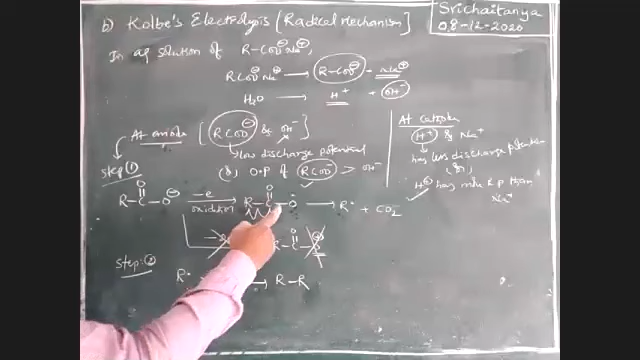 b) Kolbe's Electrolysis [Radical Mechanism]
Srichaitanya
08-12-2020
In aq solution of R-COO⊖Na⊕,
RCOO⊖Na⊕ → R-COO⊖ + Na⊕
H₂O → H⁺ + OH⁻
At anode [RCOO⊖ & OH⁻]
→ low discharge potential
(or) O.P of RCOO⊖ > OH⁻
At cathode
H⁺ & Na⁺
→ has less discharge potential
(or)
H⊕ has more R.P than
Na⁺
Step ①
O
R-C-O⊖ -e → oxidation R-C-O → R• + CO₂
O
R-C
Step ②
R• → R-R